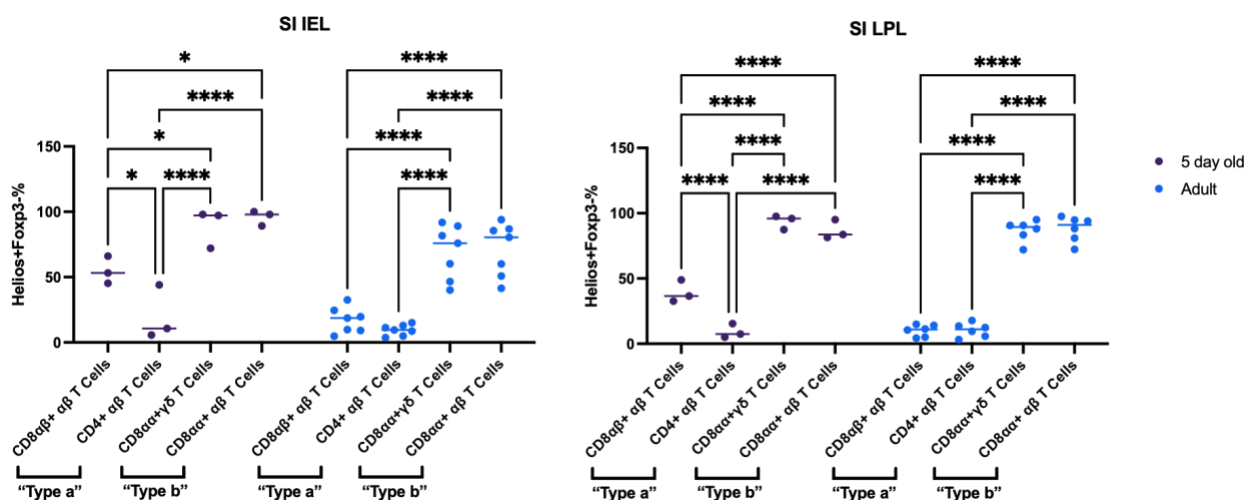 SI IEL
*
****
****
****
*
****
*
****
****
Helios+Foxp3-%
150
100
50
0
CD8αβ+ αβ T Cells
CD4+ αβ T Cells
CD8αα+γδ T Cells
CD8αα+ αβ T Cells
CD8αβ+ αβ T Cells
CD4+ αβ T Cells
CD8αα+γδ T Cells
CD8αα+ αβ T Cells
“Type a”
“Type b”
“Type a”
“Type b”
SI LPL
****
****
****
****
****
****
****
****
****
Helios+Foxp3-%
150
100
50
0
CD8αβ+ αβ T Cells
CD4+ αβ T Cells
CD8αα+γδ T Cells
CD8αα+ αβ T Cells
CD8αβ+ αβ T Cells
CD4+ αβ T Cells
CD8αα+γδ T Cells
CD8αα+ αβ T Cells
“Type a”
“Type b”
“Type a”
“Type b”
5 day old
Adult